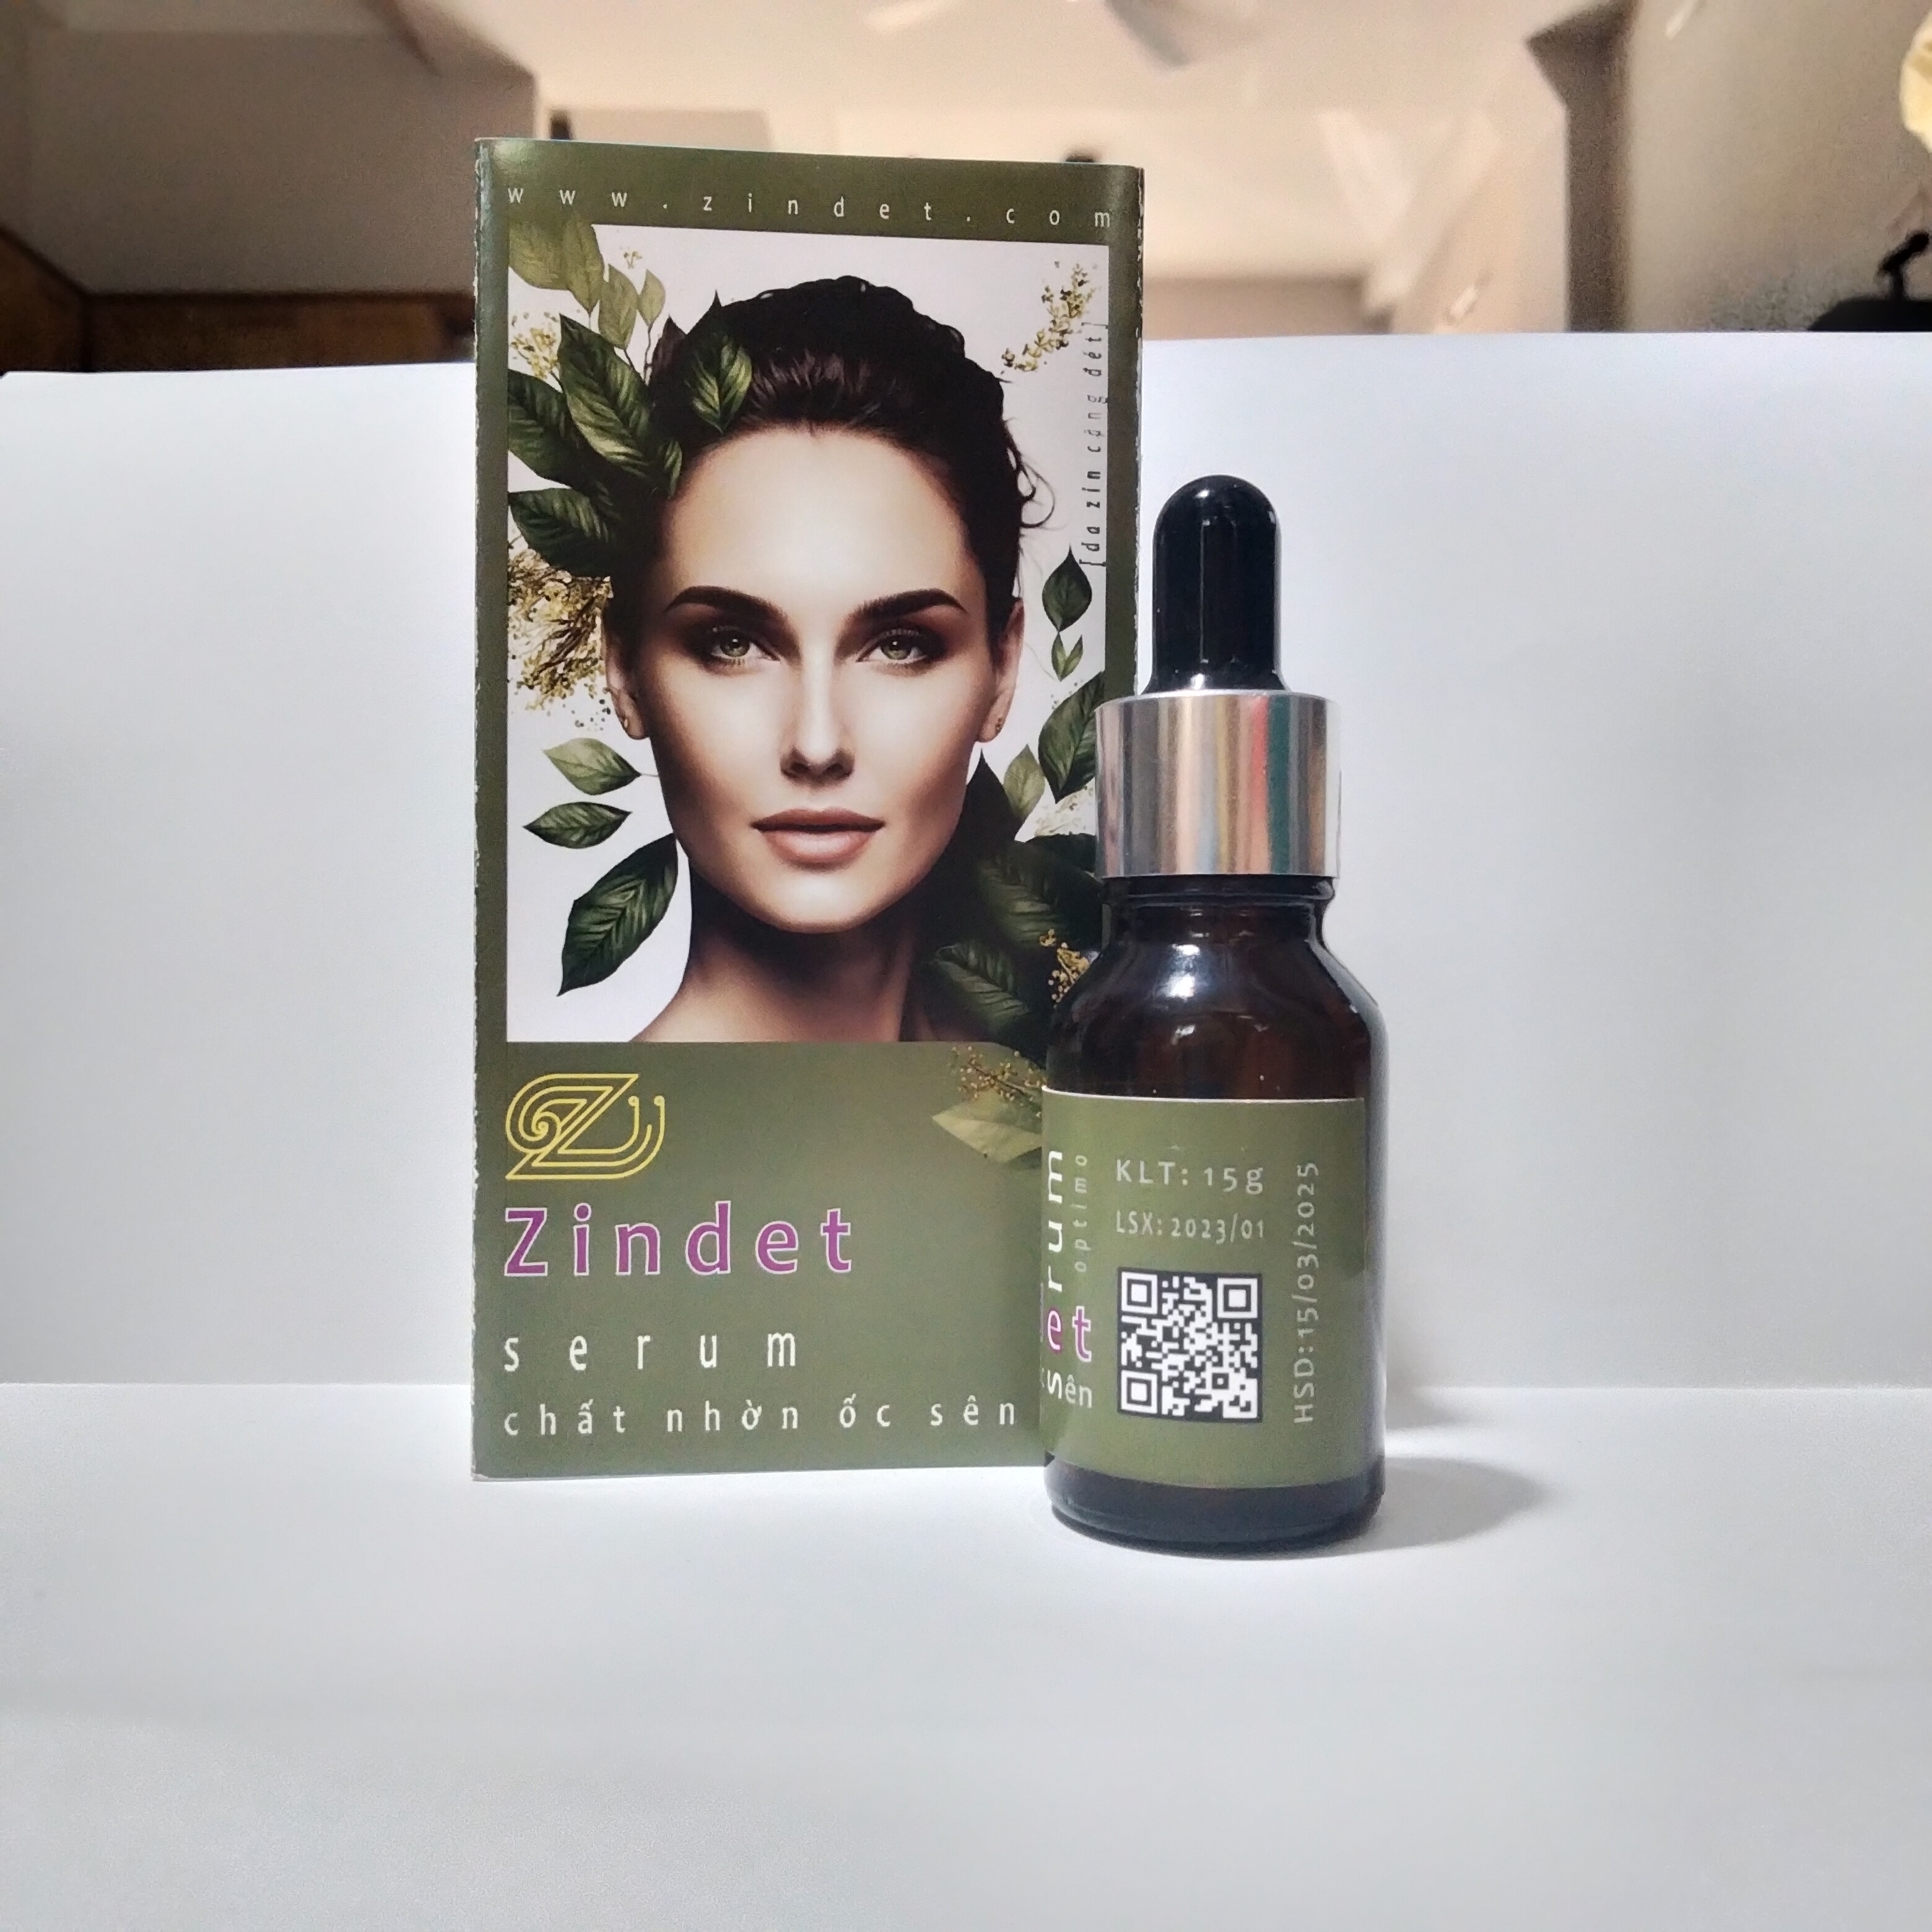 www.zindet.com
[da zin căng đét]
Zindet
serum
chất nhờn ốc sên
rum
optimo
et
sên
KLT: 15g
LSX: 2023/01
HSD: 15/03/2025